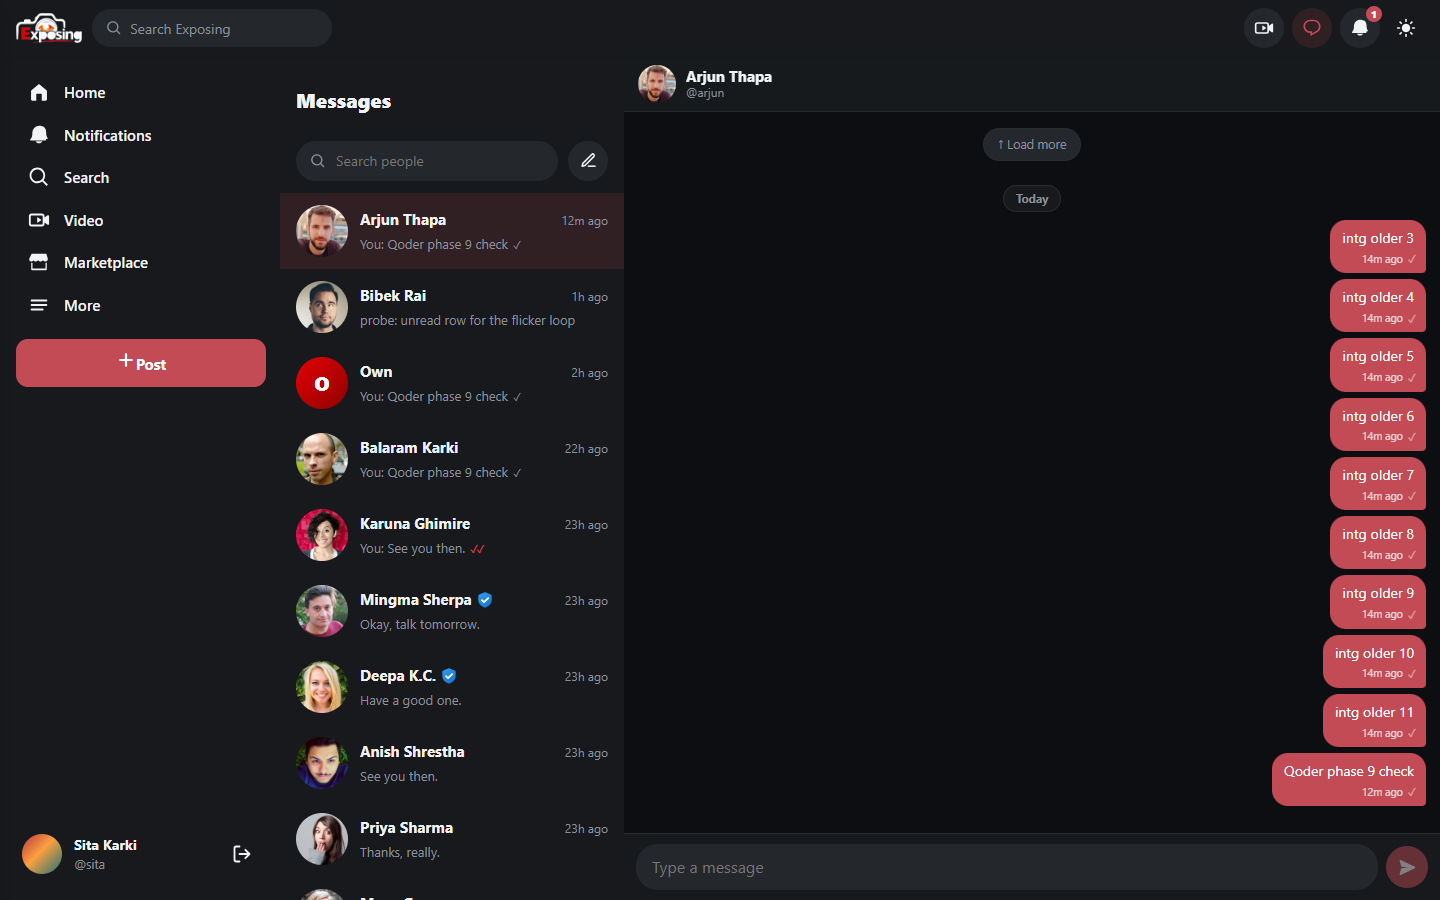 Exposing
Search Exposing
1
Home
Notifications
Search
Video
Marketplace
More
+ Post
Sita Karki
@sita
Messages
Search people
Arjun Thapa
12m ago
You: Qoder phase 9 check ✓
Bibek Rai
1h ago
probe: unread row for the flicker loop
O
Own
2h ago
You: Qoder phase 9 check ✓
Balaram Karki
22h ago
You: Qoder phase 9 check ✓
Karuna Ghimire
23h ago
You: See you then. ✓✓
Mingma Sherpa
23h ago
Okay, talk tomorrow.
Deepa K.C.
23h ago
Have a good one.
Anish Shrestha
23h ago
See you then.
Priya Sharma
23h ago
Thanks, really.
Arjun Thapa
@arjun
↑ Load more
Today
intg older 3
14m ago ✓
intg older 4
14m ago ✓
intg older 5
14m ago ✓
intg older 6
14m ago ✓
intg older 7
14m ago ✓
intg older 8
14m ago ✓
intg older 9
14m ago ✓
intg older 10
14m ago ✓
intg older 11
14m ago ✓
Qoder phase 9 check
12m ago ✓
Type a message